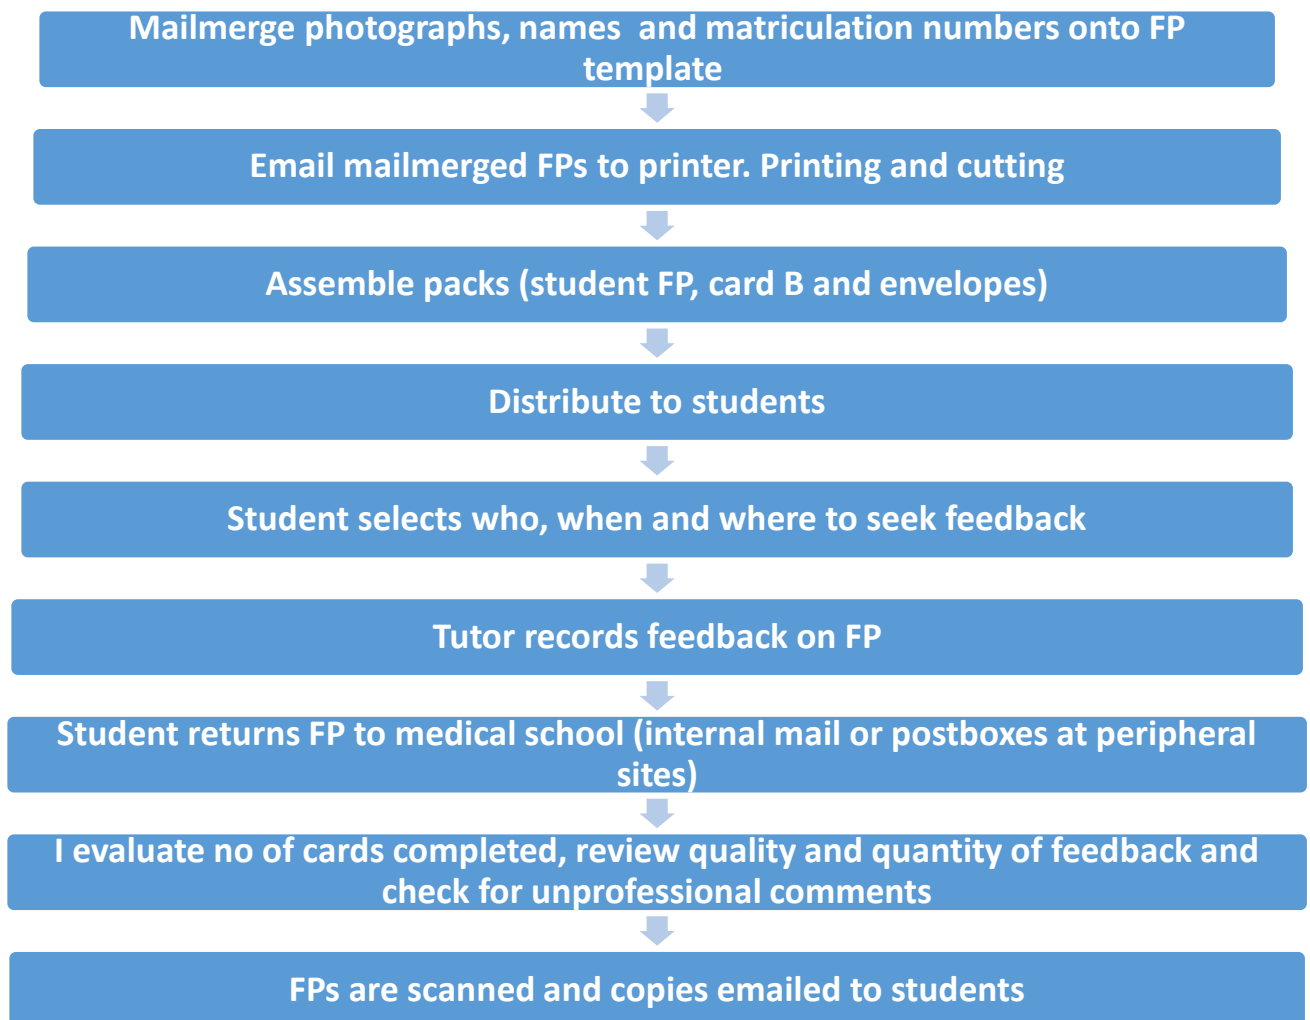 Mailmerge photographs, names  and matriculation numbers onto FP
template
Email mailmerged FPs to printer. Printing and cutting
Assemble packs (student FP, card B and envelopes)
Distribute to students
Student selects who, when and where to seek feedback
Tutor records feedback on FP
Student returns FP to medical school (internal mail or postboxes at peripheral
sites)
I evaluate no of cards completed, review quality and quantity of feedback and
check for unprofessional comments
FPs are scanned and copies emailed to students